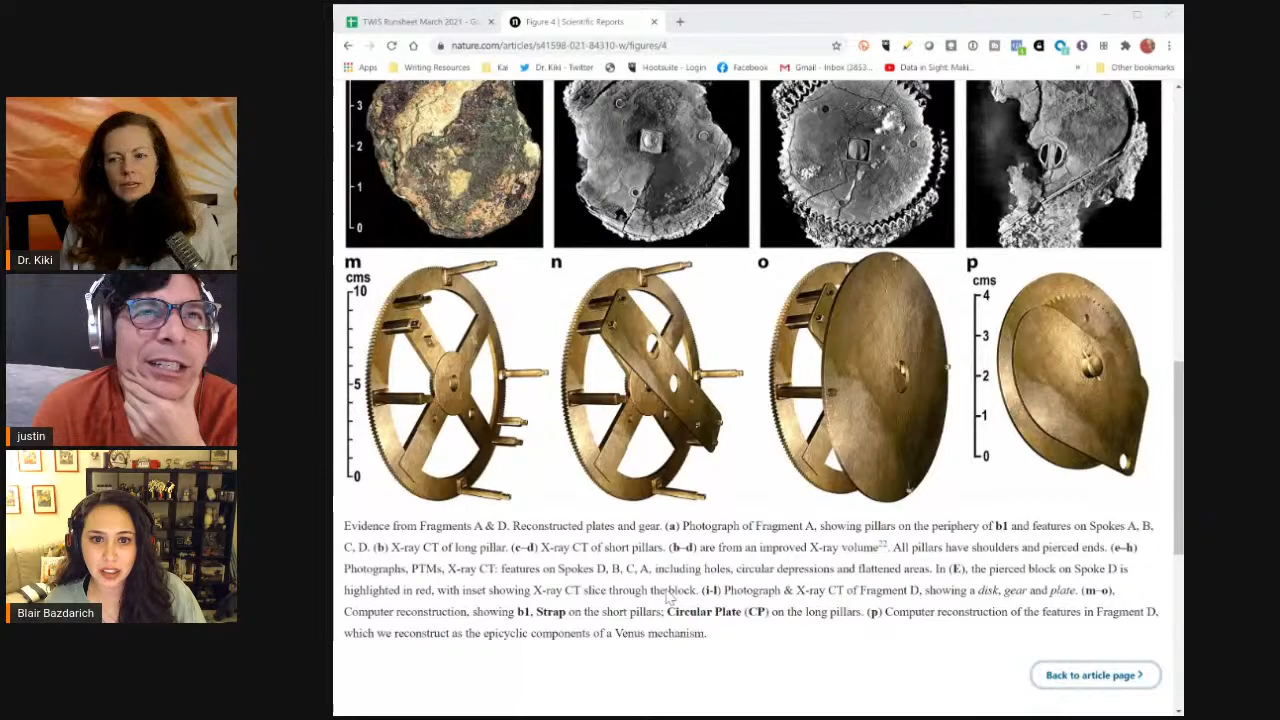 TWIS Runsheet March 2021 - G
Figure 4 | Scientific Reports
nature.com/articles/s41598-021-84310-w/figures/4
Apps
Writing Resources
Kai
Dr. Kiki - Twitter
Hootsuite - Login
Facebook
Gmail - Inbox (3853...
Data in Sight: Maki...
»
Other bookmarks
3
2
1
0
Dr. Kiki
justin
Blair Bazdarich
m
cms
10
5
0
n
o
p
cms
4
3
2
1
0
Evidence from Fragments A & D. Reconstructed plates and gear. (a) Photograph of Fragment A, showing pillars on the periphery of b1 and features on Spokes A, B,
C, D. (b) X-ray CT of long pillar. (c–d) X-ray CT of short pillars. (b–d) are from an improved X-ray volume22. All pillars have shoulders and pierced ends. (e–h)
Photographs, PTMs, X-ray CT: features on Spokes D, B, C, A, including holes, circular depressions and flattened areas. In (E), the pierced block on Spoke D is
highlighted in red, with inset showing X-ray CT slice through the block. (i-l) Photograph & X-ray CT of Fragment D, showing a disk, gear and plate. (m–o),
Computer reconstruction, showing b1, Strap on the short pillars; Circular Plate (CP) on the long pillars. (p) Computer reconstruction of the features in Fragment D,
which we reconstruct as the epicyclic components of a Venus mechanism.
Back to article page